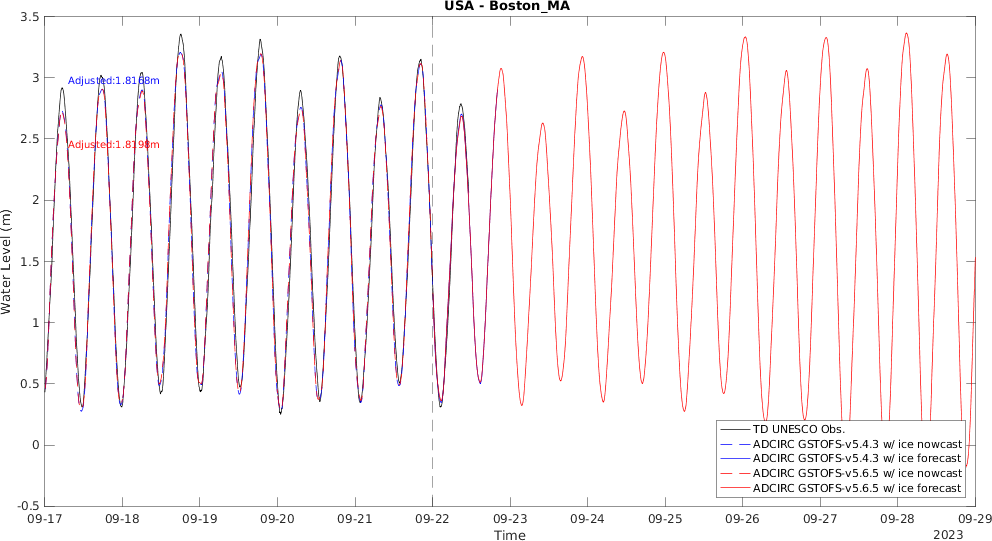 USA - Boston_MA
3.5
3
2.5
2
1.5
1
0.5
0
-0.5
Water Level (m)
Adjusted:1.8168m
Adjusted:1.8198m
TD UNESCO Obs.
ADCIRC GSTOFS-v5.4.3 w/ ice nowcast
ADCIRC GSTOFS-v5.4.3 w/ ice forecast
ADCIRC GSTOFS-v5.6.5 w/ ice nowcast
ADCIRC GSTOFS-v5.6.5 w/ ice forecast
09-17 09-18 09-19 09-20 09-21 09-22 09-23 09-24 09-25 09-26 09-27 09-28 09-29
Time
2023